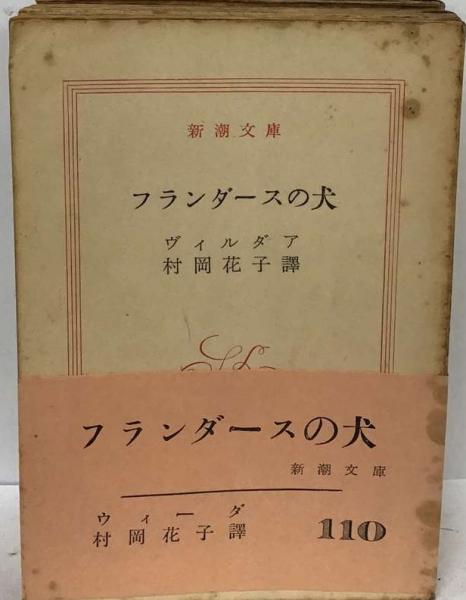 新潮文庫
フランダースの犬
ヴィルダア
村岡花子譯
フランダースの犬
新潮文庫
ウィーダ
村岡花子譯
110